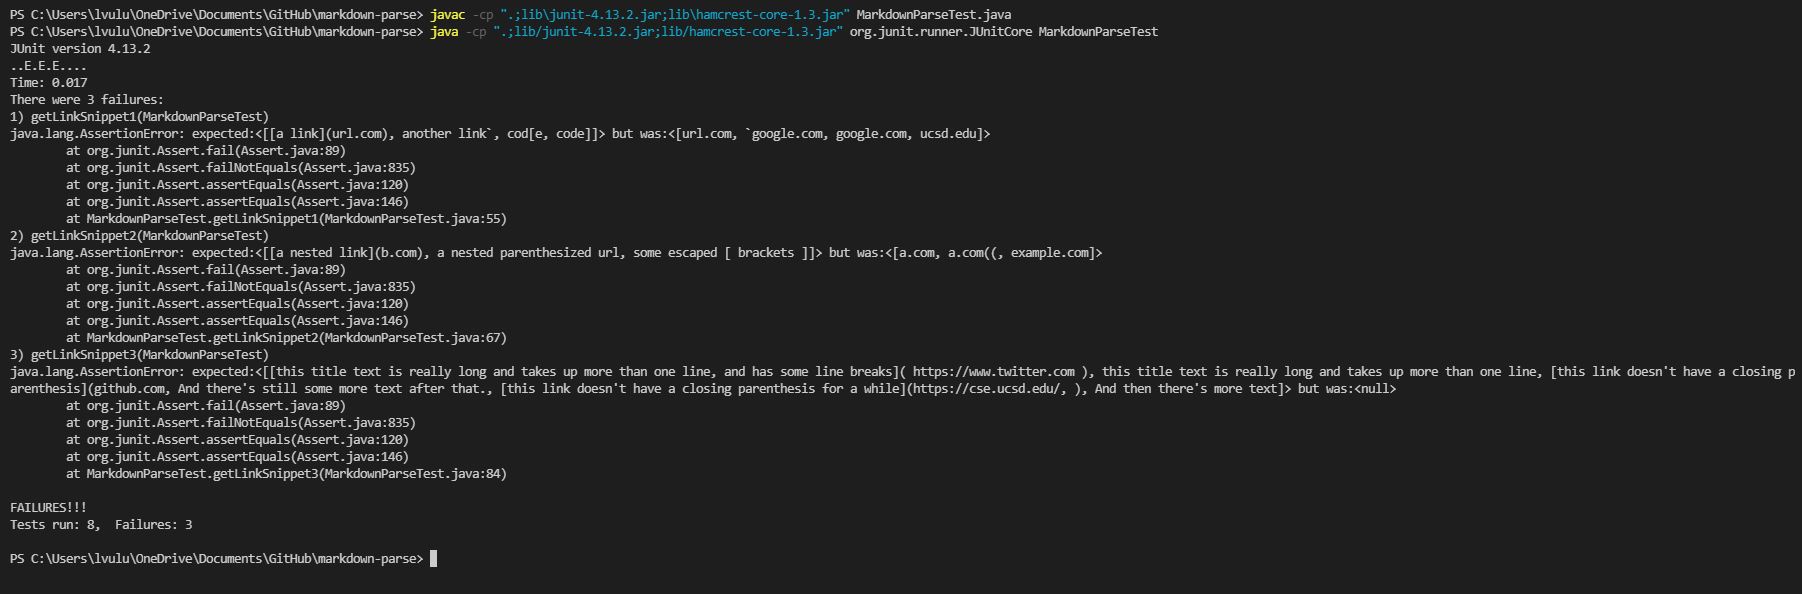 PS C:\Users\lvulu\OneDrive\Documents\GitHub\markdown-parse> javac -cp ".;lib\junit-4.13.2.jar;lib\hamcrest-core-1.3.jar" MarkdownParseTest.java
PS C:\Users\lvulu\OneDrive\Documents\GitHub\markdown-parse> java -cp ".;lib/junit-4.13.2.jar;lib/hamcrest-core-1.3.jar" org.junit.runner.JUnitCore MarkdownParseTest
JUnit version 4.13.2
..E.E.E....
Time: 0.017
There were 3 failures:
1) getLinkSnippet1(MarkdownParseTest)
java.lang.AssertionError: expected:<[[a link](url.com), another link`, cod[e, code]]> but was:<[url.com, `google.com, google.com, ucsd.edu]>
        at org.junit.Assert.fail(Assert.java:89)
        at org.junit.Assert.failNotEquals(Assert.java:835)
        at org.junit.Assert.assertEquals(Assert.java:120)
        at org.junit.Assert.assertEquals(Assert.java:146)
        at MarkdownParseTest.getLinkSnippet1(MarkdownParseTest.java:55)
2) getLinkSnippet2(MarkdownParseTest)
java.lang.AssertionError: expected:<[[a nested link](b.com), a nested parenthesized url, some escaped [ brackets ]]> but was:<[a.com, a.com((, example.com]>
        at org.junit.Assert.fail(Assert.java:89)
        at org.junit.Assert.failNotEquals(Assert.java:835)
        at org.junit.Assert.assertEquals(Assert.java:120)
        at org.junit.Assert.assertEquals(Assert.java:146)
        at MarkdownParseTest.getLinkSnippet2(MarkdownParseTest.java:67)
3) getLinkSnippet3(MarkdownParseTest)
java.lang.AssertionError: expected:<[[this title text is really long and takes up more than one line, and has some line breaks]( https://www.twitter.com ), this title text is really long and takes up more than one line, [this link doesn't have a closing p
arenthesis](github.com, And there's still some more text after that., [this link doesn't have a closing parenthesis for a while](https://cse.ucsd.edu/, ), And then there's more text]> but was:<null>
        at org.junit.Assert.fail(Assert.java:89)
        at org.junit.Assert.failNotEquals(Assert.java:835)
        at org.junit.Assert.assertEquals(Assert.java:120)
        at org.junit.Assert.assertEquals(Assert.java:146)
        at MarkdownParseTest.getLinkSnippet3(MarkdownParseTest.java:84)
FAILURES!!!
Tests run: 8,  Failures: 3
PS C:\Users\lvulu\OneDrive\Documents\GitHub\markdown-parse>